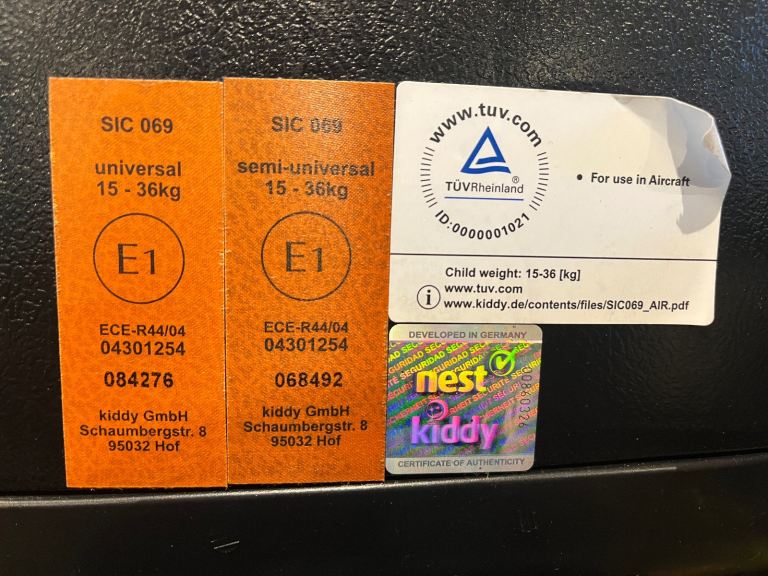 SIC 069
universal
15 - 36kg
E1
ECE-R44/04
04301254
084276
kiddy GmbH
Schaumbergstr. 8
95032 Hof
SIC 069
semi-universal
15 - 36kg
E1
ECE-R44/04
04301254
068492
kiddy GmbH
Schaumbergstr. 8
95032 Hof
www.tuv.com
TÜVRheinland®
ID:0000001021
• For use in Aircraft
i
Child weight: 15-36 [kg]
www.tuv.com
www.kiddy.de/contents/files/SIC069_AIR.pdf
DEVELOPED IN GERMANY
nest
kiddy
CERTIFICATE OF AUTHENTICITY